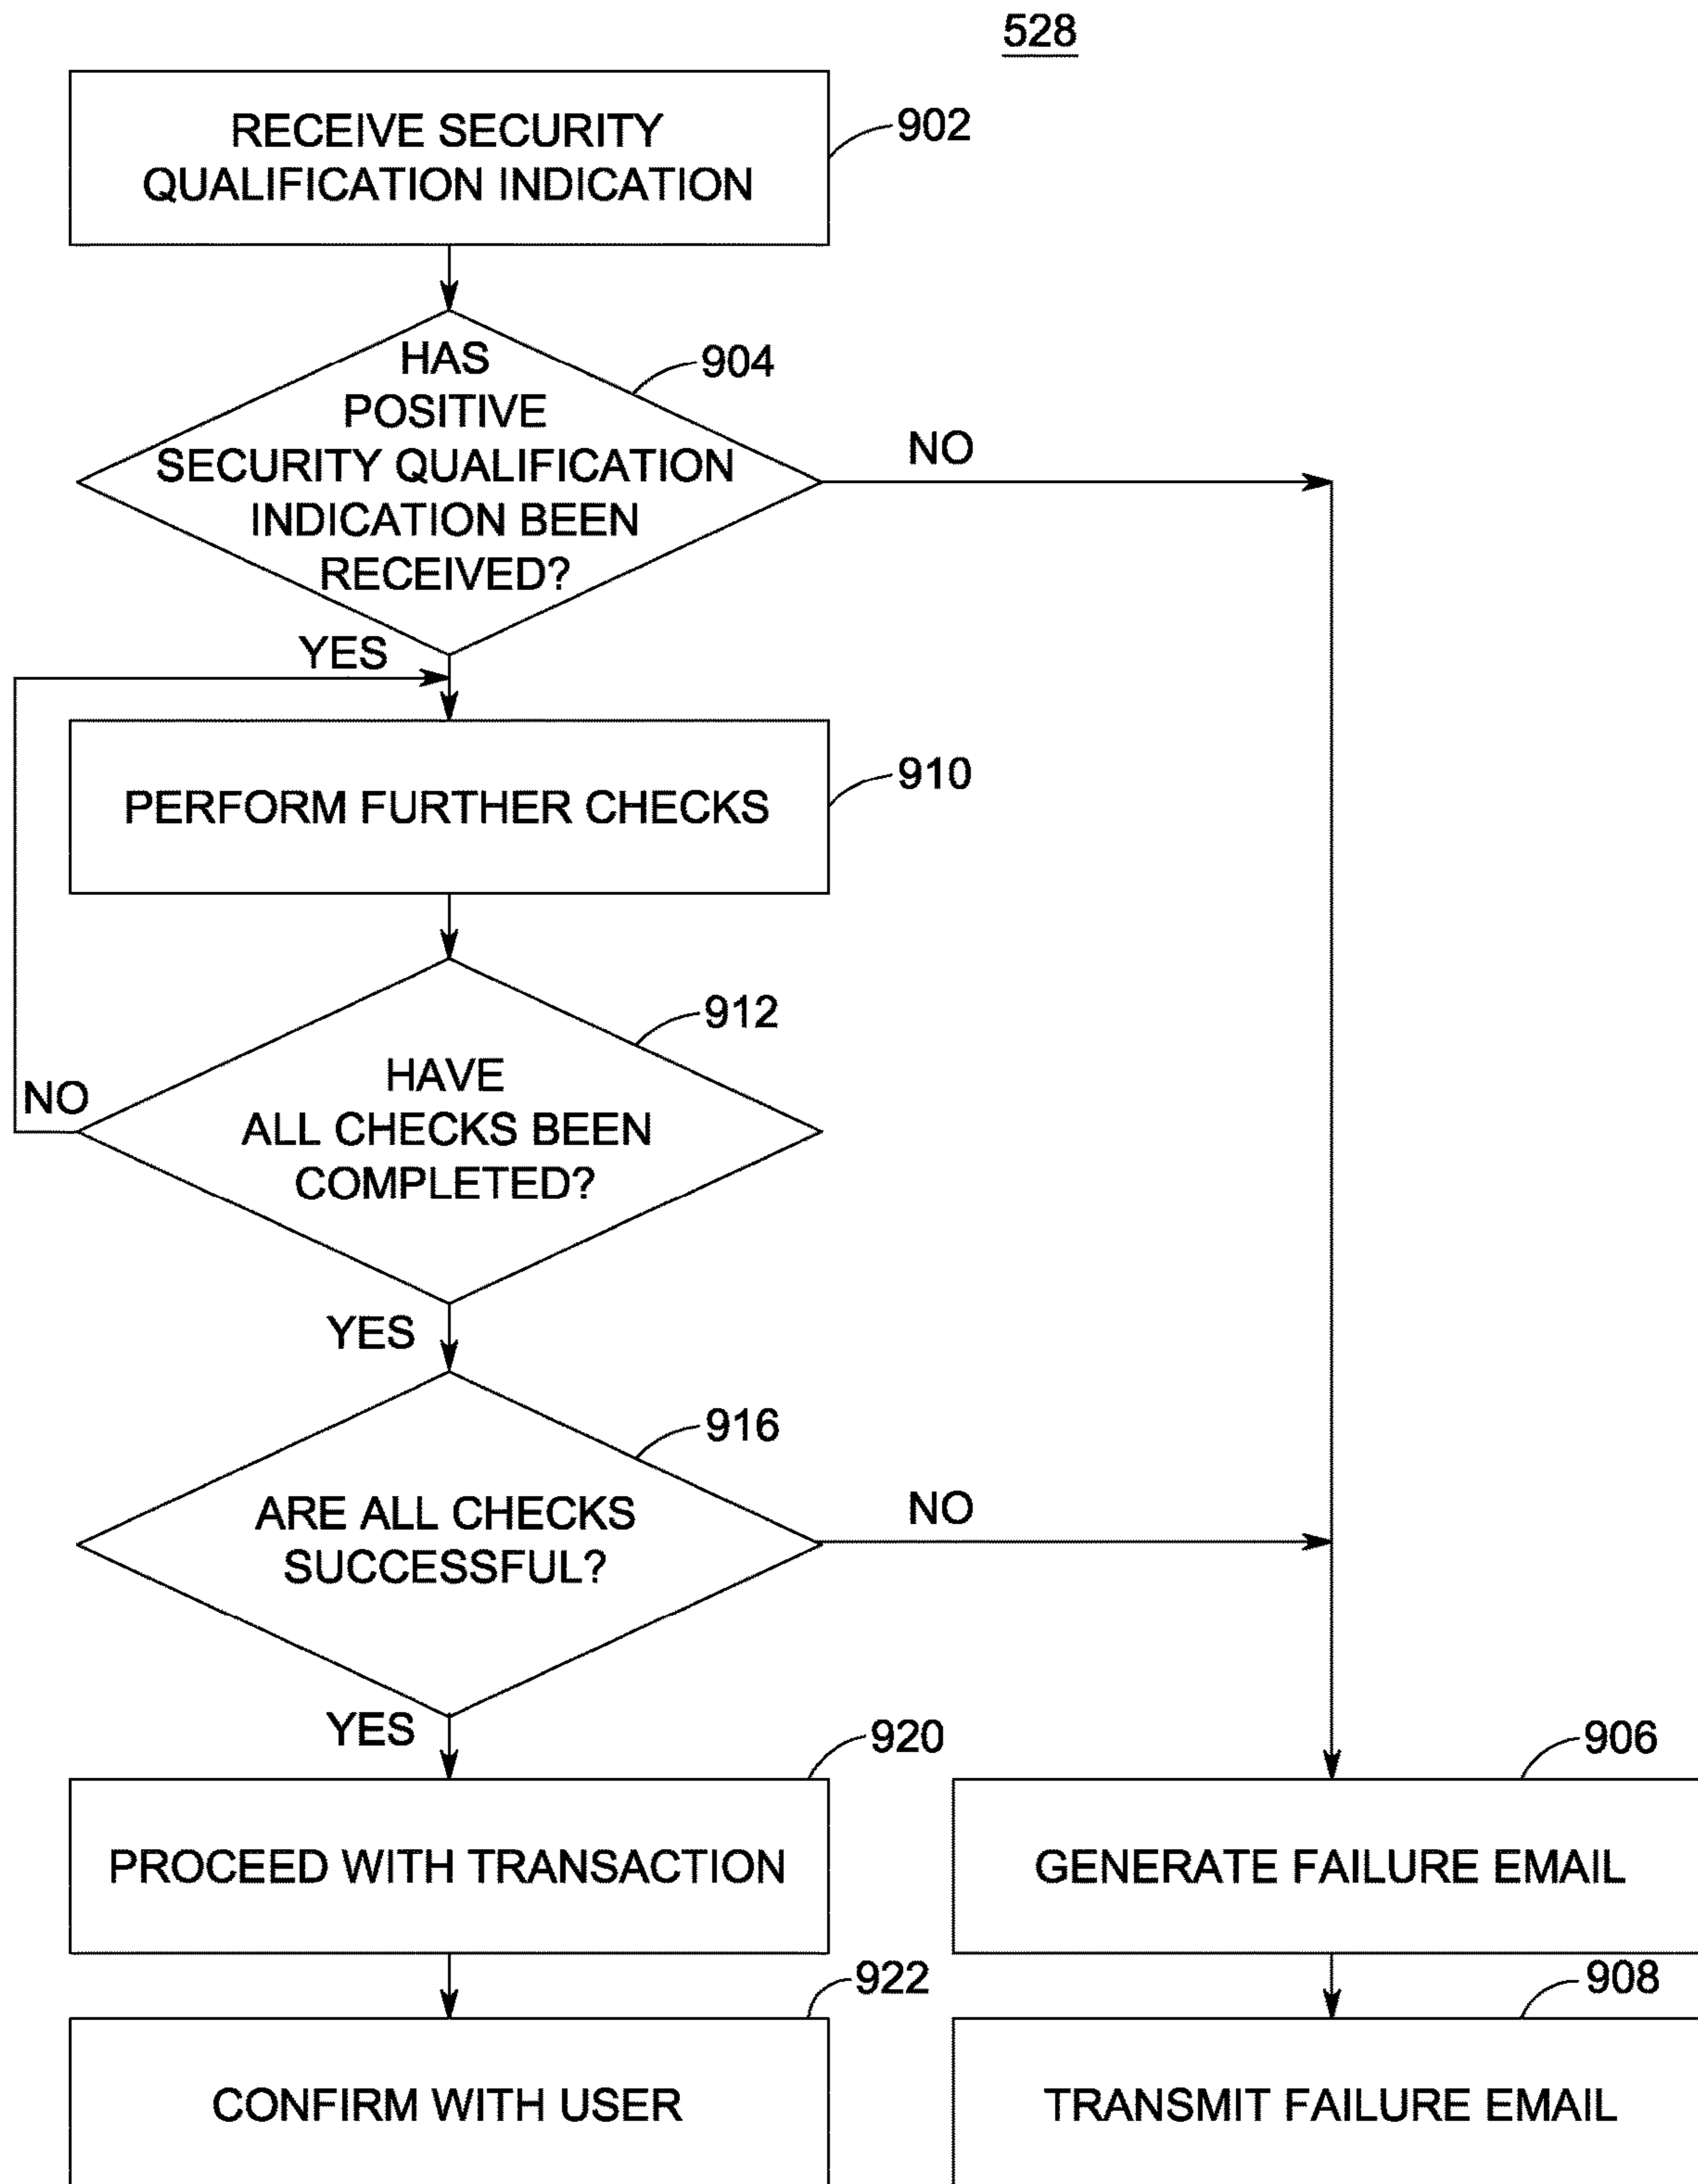 528
RECEIVE SECURITY
QUALIFICATION INDICATION
902
HAS
POSITIVE
SECURITY QUALIFICATION
INDICATION BEEN
RECEIVED?
904
NO
YES
PERFORM FURTHER CHECKS
910
HAVE
ALL CHECKS BEEN
COMPLETED?
912
NO
YES
ARE ALL CHECKS
SUCCESSFUL?
916
NO
YES
PROCEED WITH TRANSACTION
920
GENERATE FAILURE EMAIL
906
CONFIRM WITH USER
922
TRANSMIT FAILURE EMAIL
908